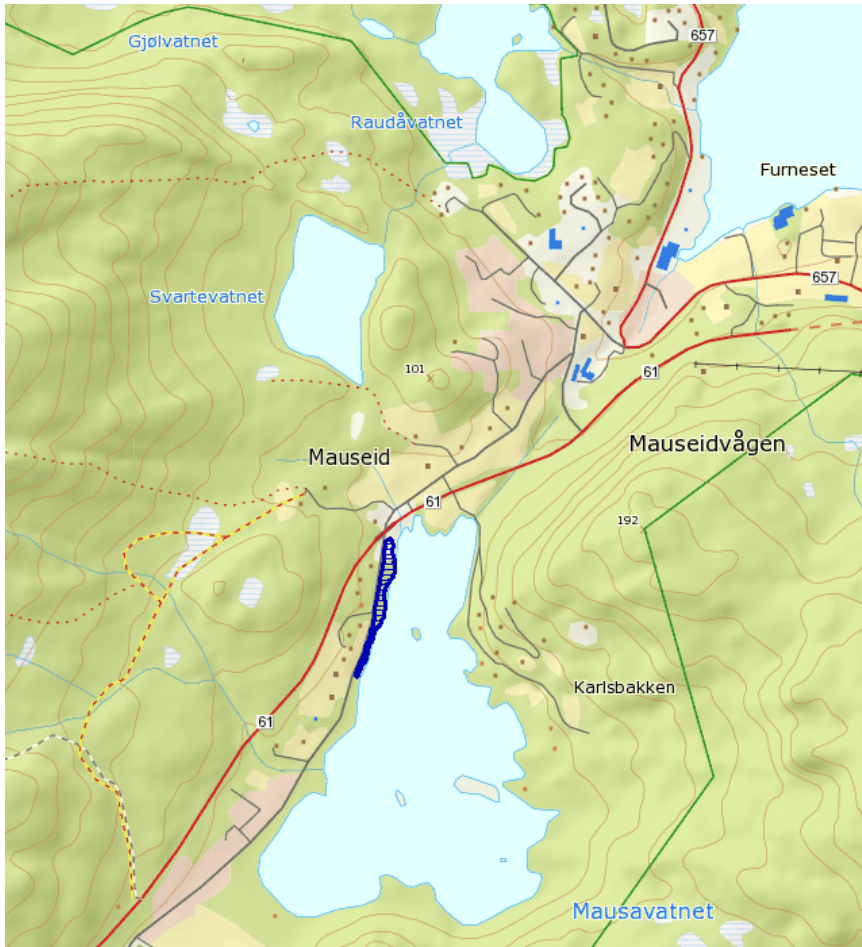 Gjølvatnet
657
Raudåvatnet
Furneset
657
Svartevatnet
101
61
Mauseid
Mauseidvågen
61
192
Karlsbakken
61
Mausavatnet